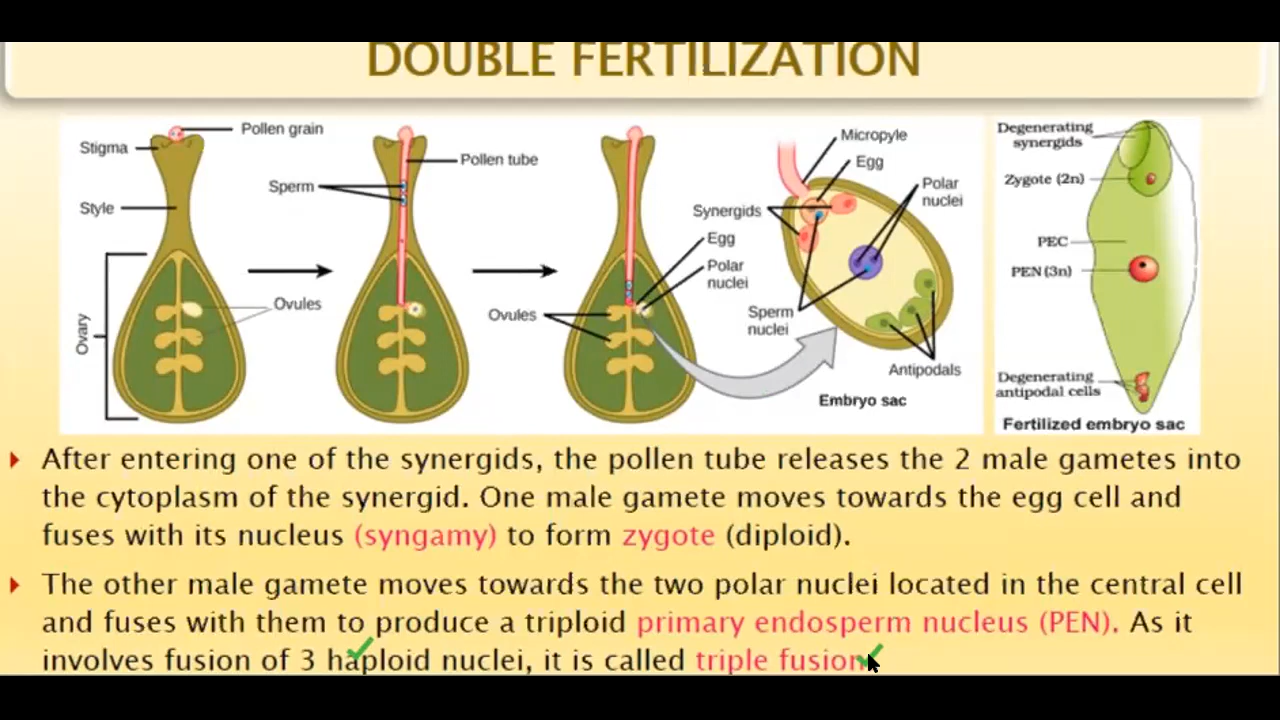 DOUBLE FERTILIZATION
Pollen grain
Stigma
Style
Ovary
Ovules
Pollen tube
Sperm
Ovules
Egg
Polar
nuclei
Micropyle
Egg
Polar
nuclei
Synergids
Sperm
nuclei
Antipodals
Embryo sac
Degenerating
synergids
Zygote (2n)
PEC
PEN (3n)
Degenerating
antipodal cells
Fertilized embryo sac
After entering one of the synergids, the pollen tube releases the 2 male gametes into
the cytoplasm of the synergid. One male gamete moves towards the egg cell and
fuses with its nucleus (syngamy) to form zygote (diploid).
The other male gamete moves towards the two polar nuclei located in the central cell
and fuses with them to produce a triploid primary endosperm nucleus (PEN). As it
involves fusion of 3 haploid nuclei, it is called triple fusion